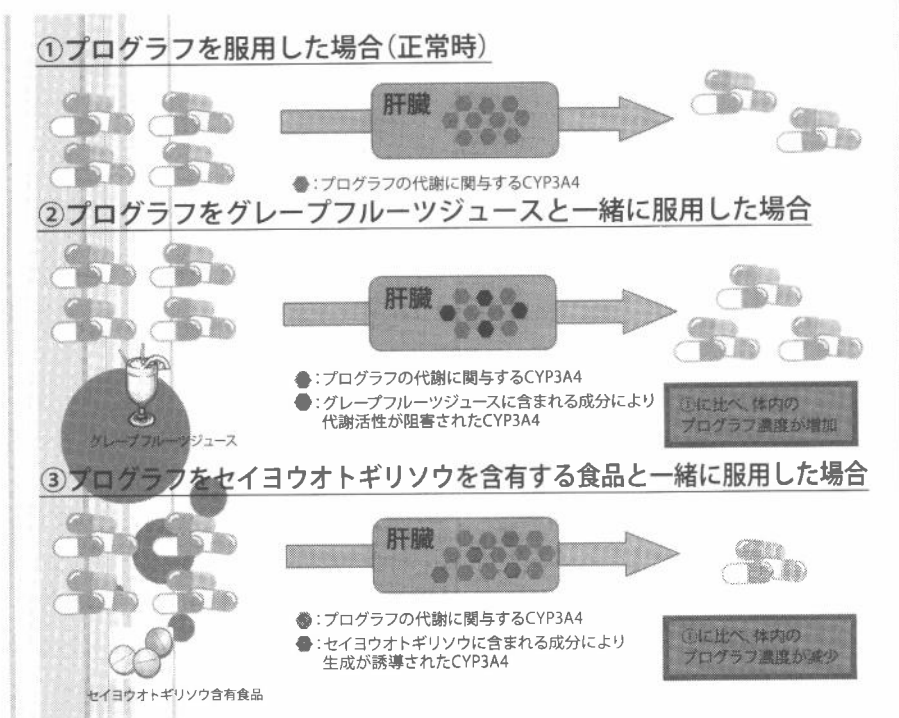 ①プログラフを服用した場合（正常時）
肝臓
：プログラフの代謝に関与するCYP3A4
②プログラフをグレープフルーツジュースと一緒に服用した場合
肝臓
：プログラフの代謝に関与するCYP3A4
：グレープフルーツジュースに含まれる成分により
代謝活性が阻害されたCYP3A4
グレープフルーツジュース
①に比べ、体内の
プログラフ濃度が増加
③プログラフをセイヨウオトギリソウを含有する食品と一緒に服用した場合
肝臓
：プログラフの代謝に関与するCYP3A4
：セイヨウオトギリソウに含まれる成分により
生成が誘導されたCYP3A4
セイヨウオトギリソウ含有食品
①に比べ、体内の
プログラフ濃度が減少